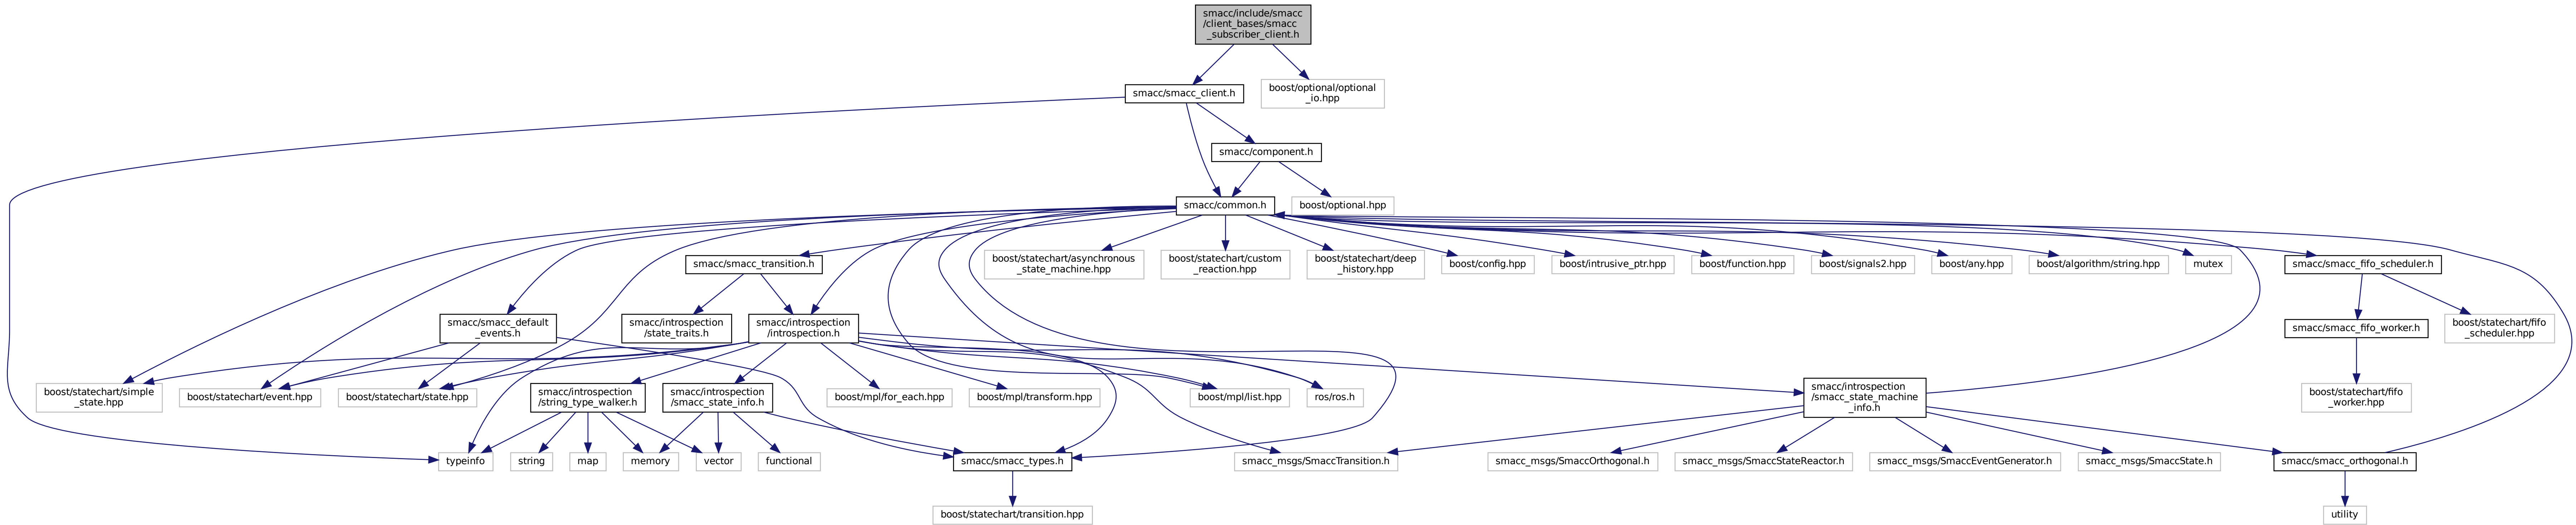 smacc/include/smacc
/client_bases/smacc
_subscriber_client.h
smacc/smacc_client.h
boost/optional/optional
_io.hpp
smacc/component.h
smacc/common.h
boost/optional.hpp
smacc/smacc_transition.h
boost/statechart/asynchronous
_state_machine.hpp
boost/statechart/custom
_reaction.hpp
boost/statechart/deep
_history.hpp
boost/config.hpp
boost/intrusive_ptr.hpp
boost/function.hpp
boost/signals2.hpp
boost/any.hpp
boost/algorithm/string.hpp
mutex
smacc/smacc_fifo_scheduler.h
smacc/smacc_default
_events.h
smacc/introspection
/state_traits.h
smacc/introspection
/introspection.h
smacc/smacc_fifo_worker.h
boost/statechart/fifo
_scheduler.hpp
boost/statechart/simple
_state.hpp
boost/statechart/event.hpp
boost/statechart/state.hpp
smacc/introspection
/string_type_walker.h
smacc/introspection
/smacc_state_info.h
boost/mpl/for_each.hpp
boost/mpl/transform.hpp
boost/mpl/list.hpp
ros/ros.h
smacc/introspection
/smacc_state_machine
_info.h
boost/statechart/fifo
_worker.hpp
typeinfo
string
map
memory
vector
functional
smacc/smacc_types.h
smacc_msgs/SmaccTransition.h
smacc_msgs/SmaccOrthogonal.h
smacc_msgs/SmaccStateReactor.h
smacc_msgs/SmaccEventGenerator.h
smacc_msgs/SmaccState.h
smacc/smacc_orthogonal.h
boost/statechart/transition.hpp
utility